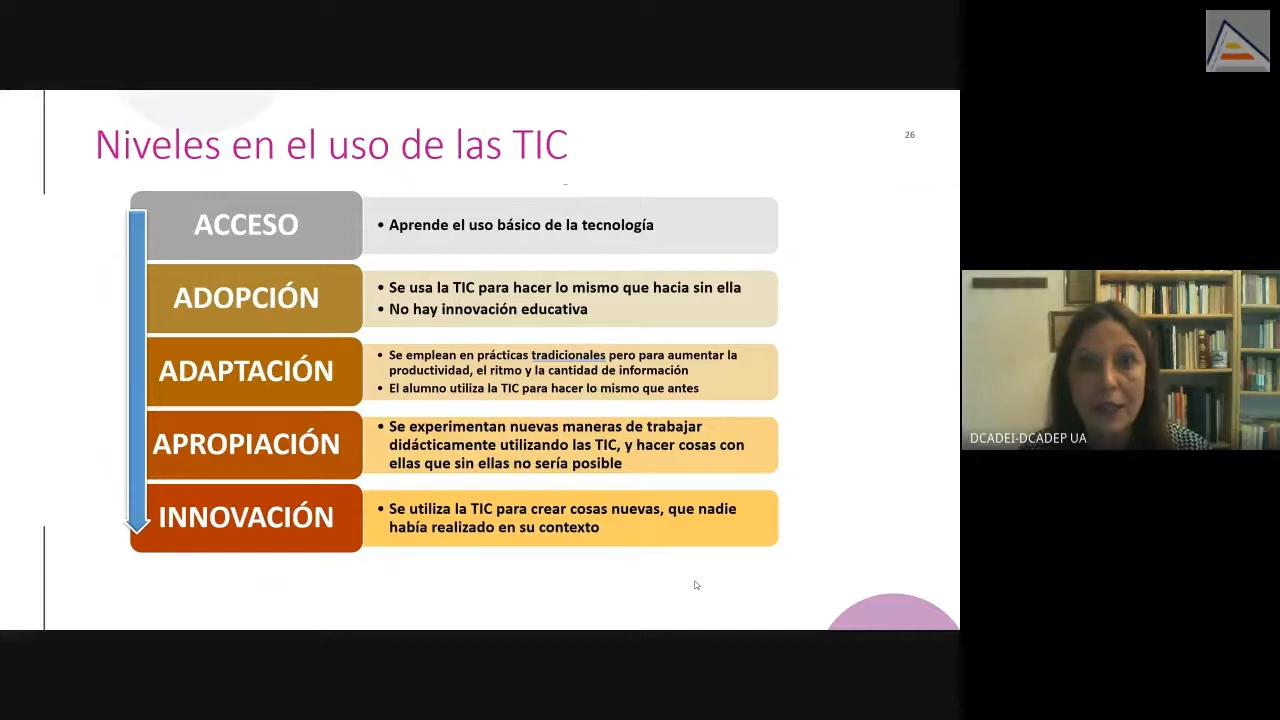 Niveles en el uso de las TIC
26
ACCESO
• Aprende el uso básico de la tecnología
ADOPCIÓN
• Se usa la TIC para hacer lo mismo que hacia sin ella
• No hay innovación educativa
ADAPTACIÓN
• Se emplean en prácticas tradicionales pero para aumentar la
productividad, el ritmo y la cantidad de información
• El alumno utiliza la TIC para hacer lo mismo que antes
APROPIACIÓN
• Se experimentan nuevas maneras de trabajar
didácticamente utilizando las TIC, y hacer cosas con
ellas que sin ellas no sería posible
INNOVACIÓN
• Se utiliza la TIC para crear cosas nuevas, que nadie
había realizado en su contexto
DCADEI-DCADEP UA